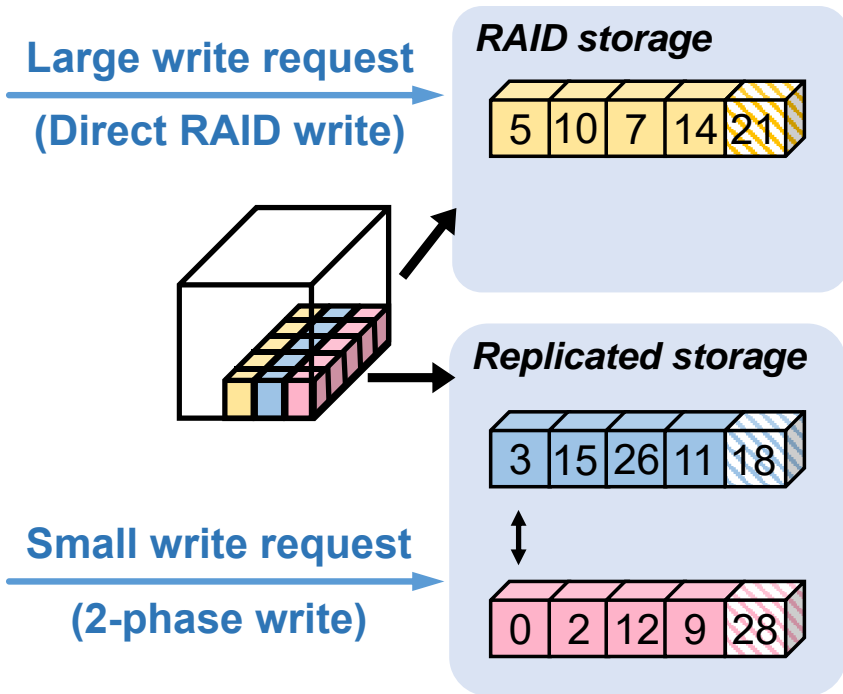 RAID storage
Large write request
(Direct RAID write)
5 10 7 14 21
Replicated storage
3 15 26 11 18
Small write request
(2-phase write)
0 2 12 9 28